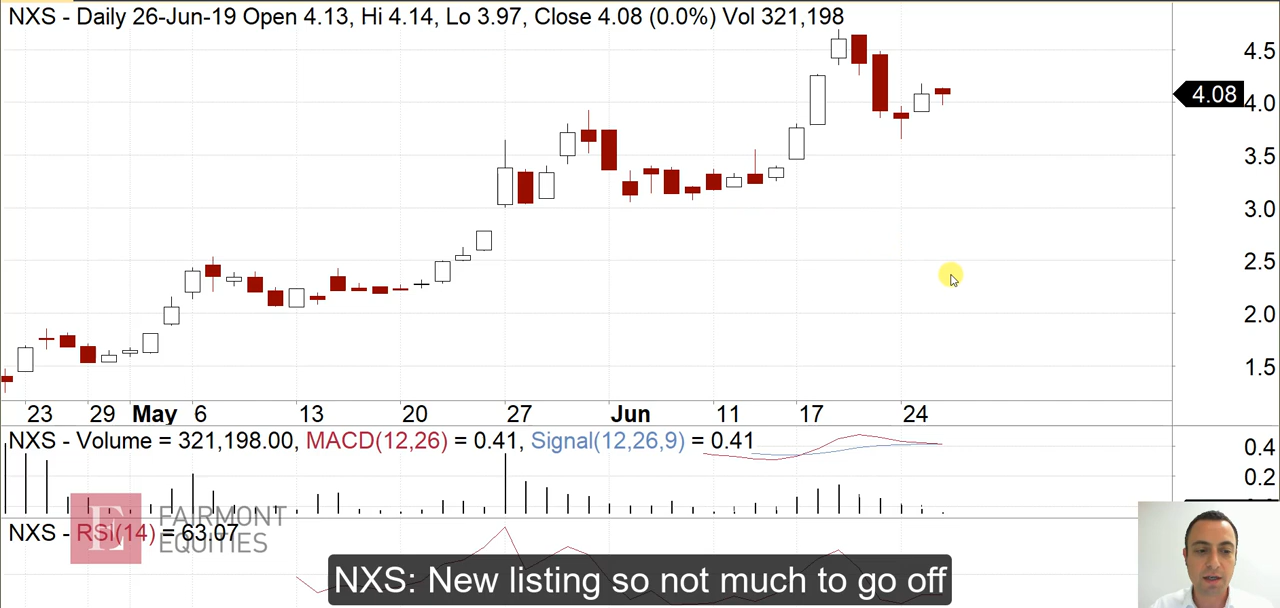 NXS - Daily 26-Jun-19 Open 4.13, Hi 4.14, Lo 3.97, Close 4.08 (0.0%) Vol 321,198
4.5
4.08
4.0
3.5
3.0
2.5
2.0
1.5
23 29 May 6 13 20 27 Jun 11 17 24
NXS - Volume = 321,198.00, MACD(12,26) = 0.41, Signal(12,26,9) = 0.41
0.4
0.2
NXS - RSI(14) = 63.07
E FAIRMONT
EQUITIES
NXS: New listing so not much to go off